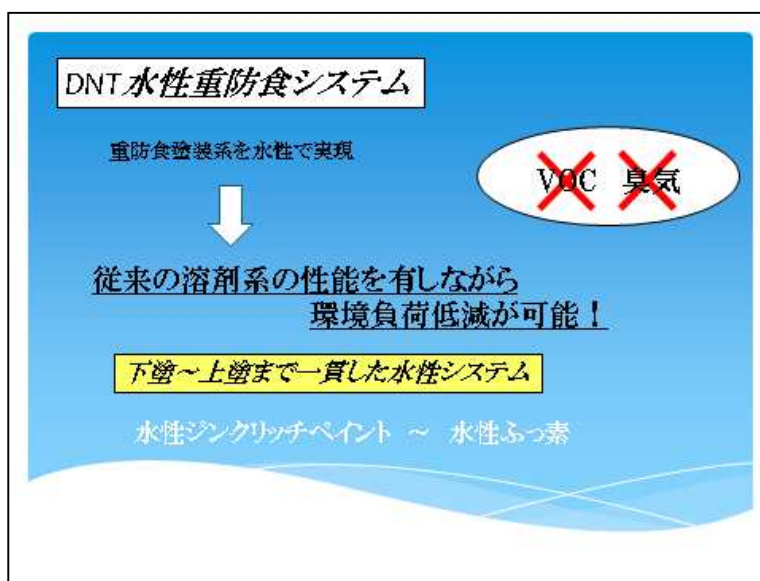 DNT水性重防食システム
重防食塗装系を水性で実現
VOC 臭気
従来の溶剤系の性能を有しながら
環境負荷低減が可能！
下塗～上塗まで一貫した水性システム
水性ジンクリッチペイント ～ 水性ふっ素